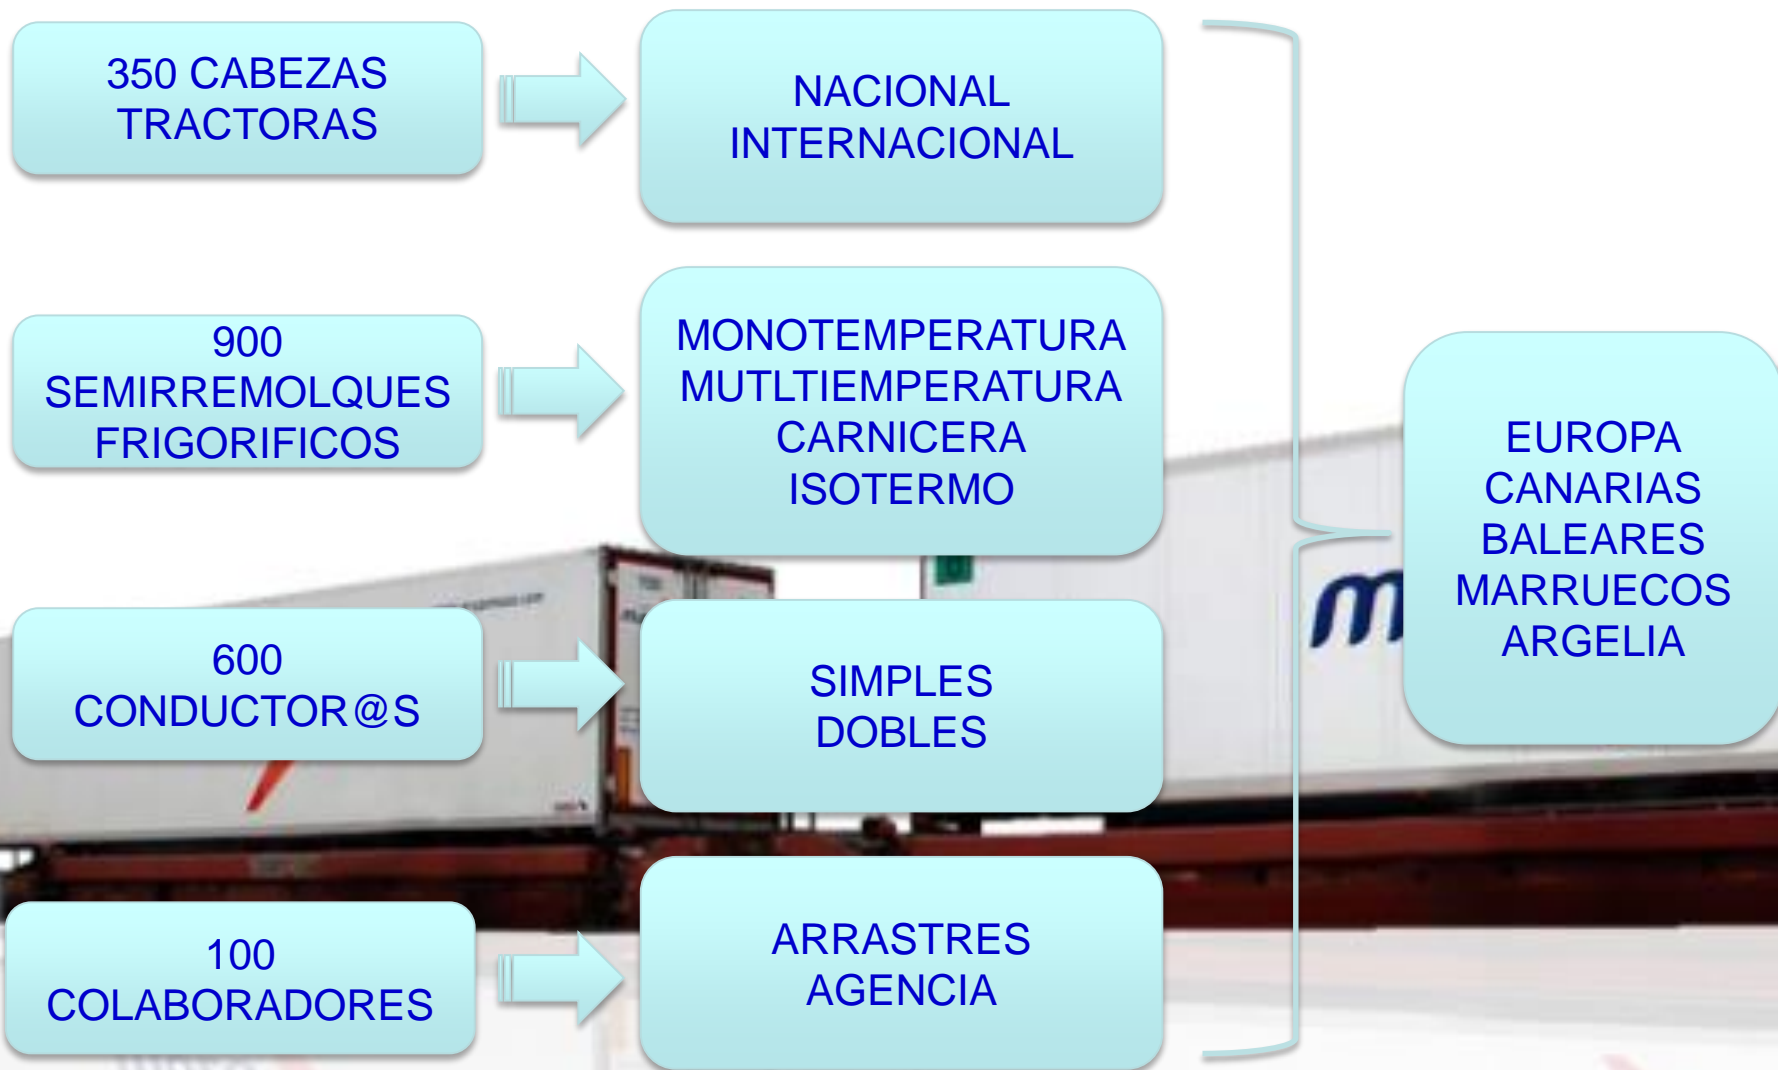 350 CABEZAS
TRACTORAS
NACIONAL
INTERNACIONAL
900
SEMIRREMOLQUES
FRIGORIFICOS
MONOTEMPERATURA
MUTLTIEMPERATURA
CARNICERA
ISOTERMO
600
CONDUCTOR@S
SIMPLES
DOBLES
100
COLABORADORES
ARRASTRES
AGENCIA
EUROPA
CANARIAS
BALEARES
MARRUECOS
ARGELIA